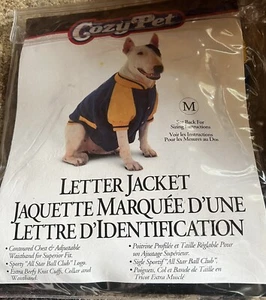 Cozy Pet
M
See Back For
Sizing Instructions
Voir les Instructions
Pour les Mesures au Dos
LETTER JACKET
JAQUETTE MARQUÉE D'UNE
LETTRE D'IDENTIFICATION
• Contoured Chest & Adjustable
Waistband for Superior Fit.
• Sporty "All Star Ball Club" Logo.
• Extra Beefy Knit Cuffs, Collar and
Waistband.
• Poitrine Profilée et Taille Réglable Pour
un Ajustage Supérieur.
• Style Sportif "All Star Ball Club".
• Poignets, Col et Bande de Taille en
Tricot Extra Musclé